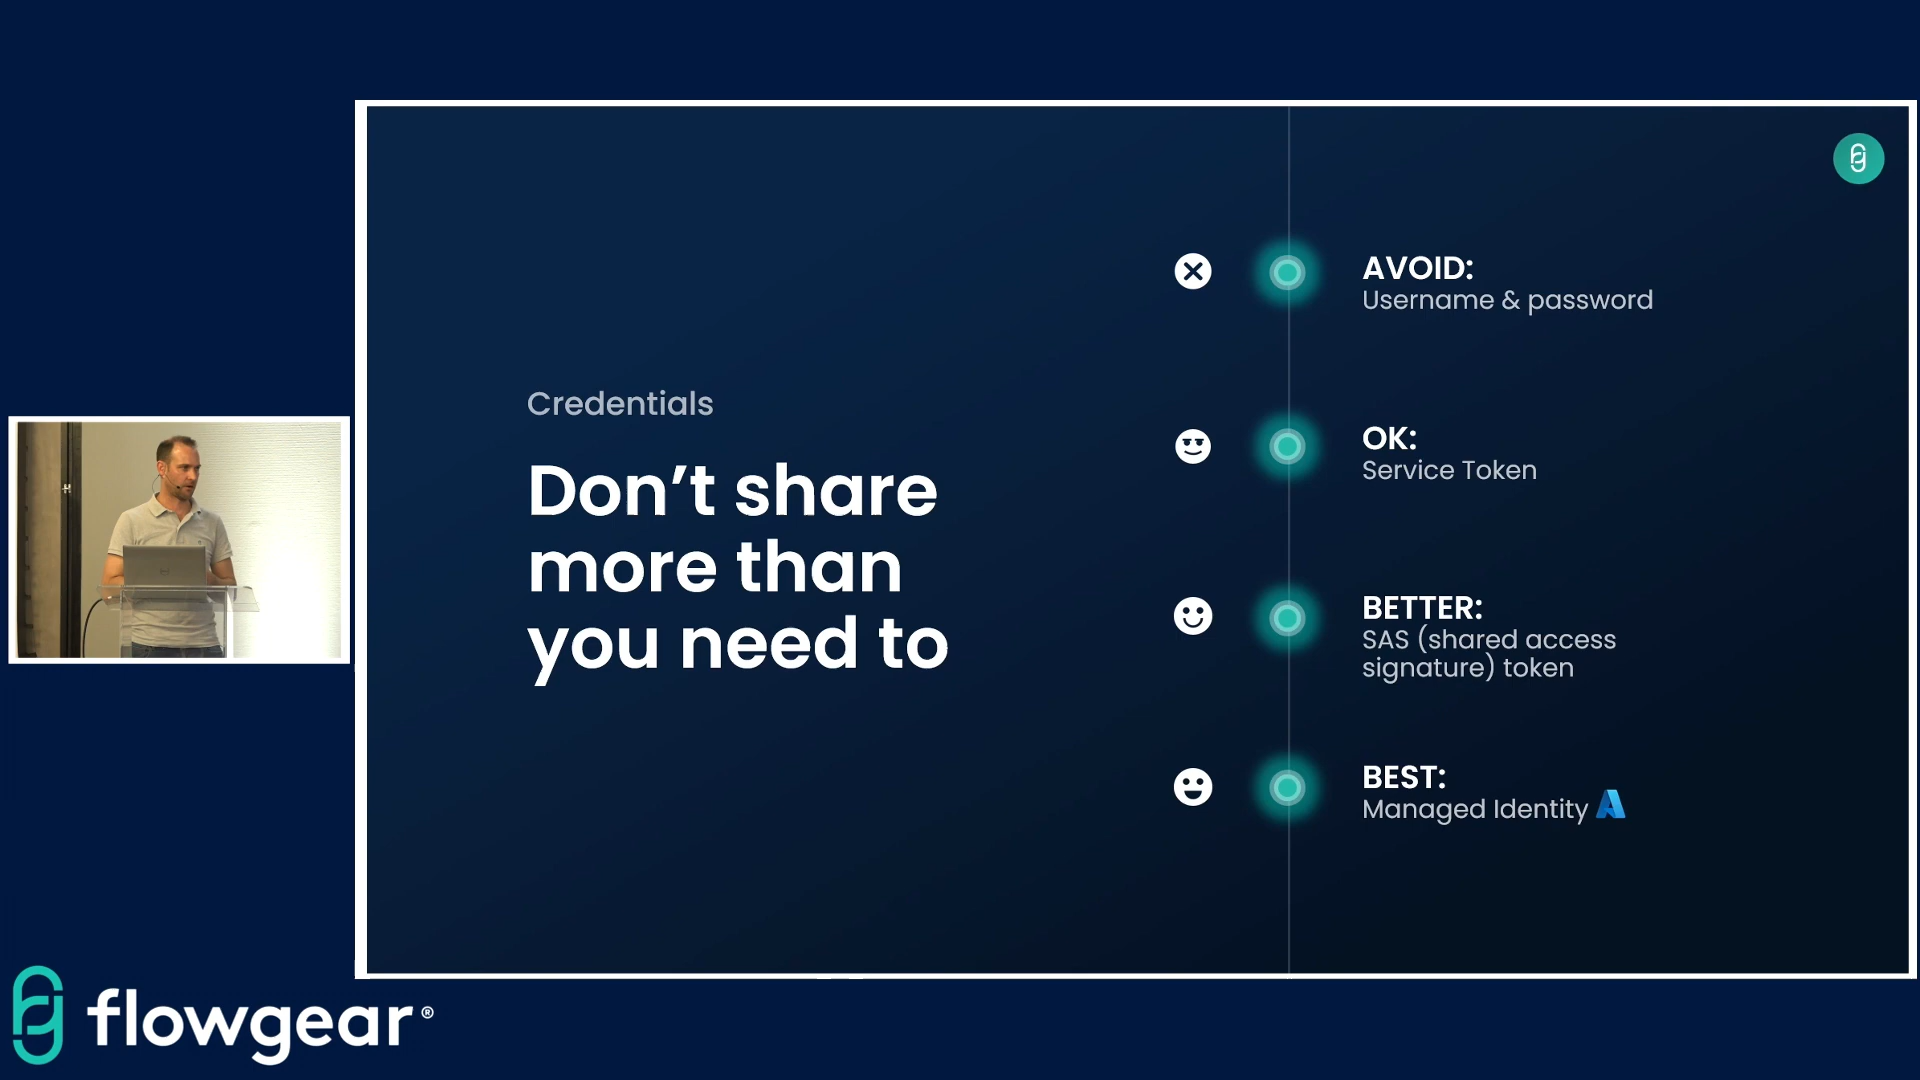 Credentials
Don’t share
more than
you need to
AVOID:
Username & password
OK:
Service Token
BETTER:
SAS (shared access
signature) token
BEST:
Managed Identity
flowgear®